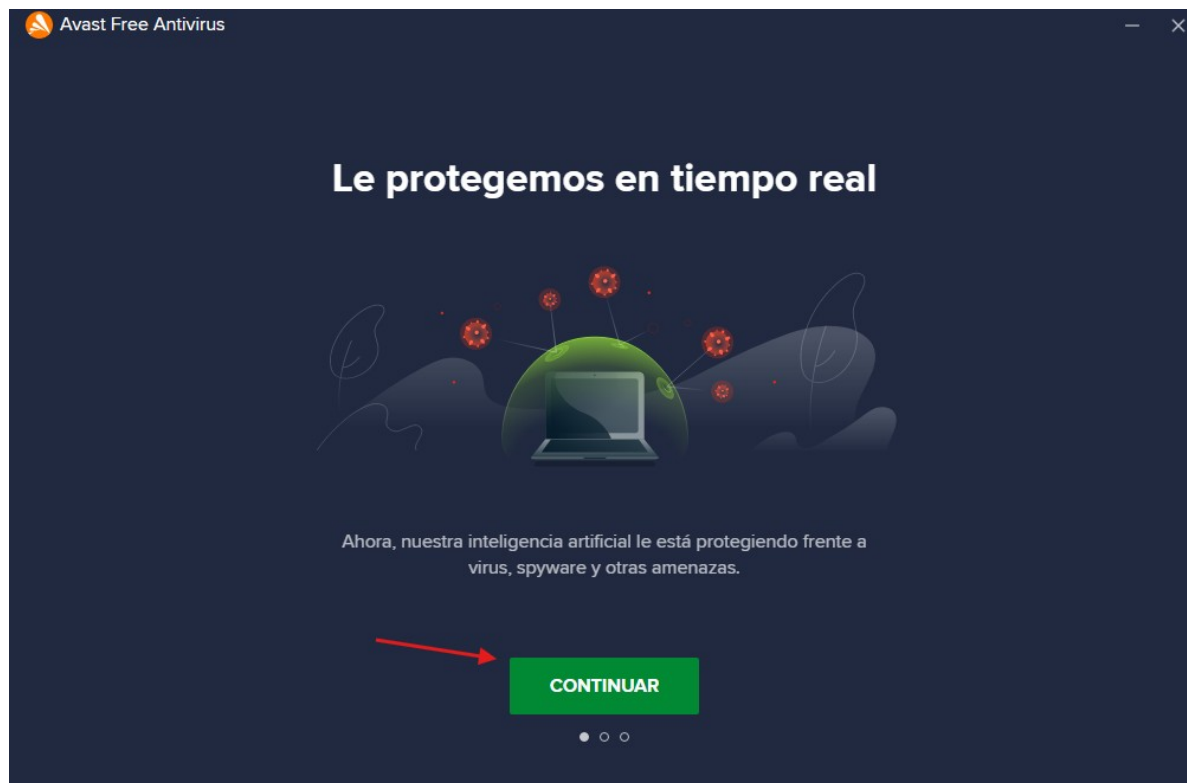 Avast Free Antivirus
Le protegemos en tiempo real
Ahora, nuestra inteligencia artificial le está protegiendo frente a
virus, spyware y otras amenazas.
CONTINUAR